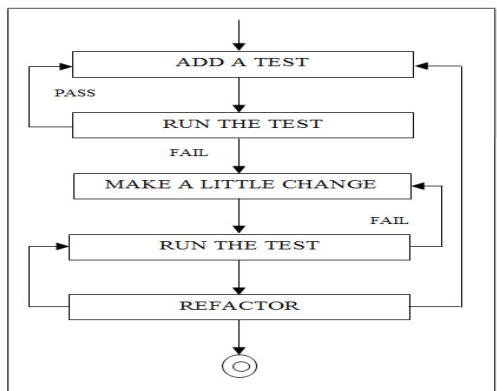 ADD A TEST
PASS
RUN THE TEST
FAIL
MAKE A LITTLE CHANGE
FAIL
RUN THE TEST
REFACTOR